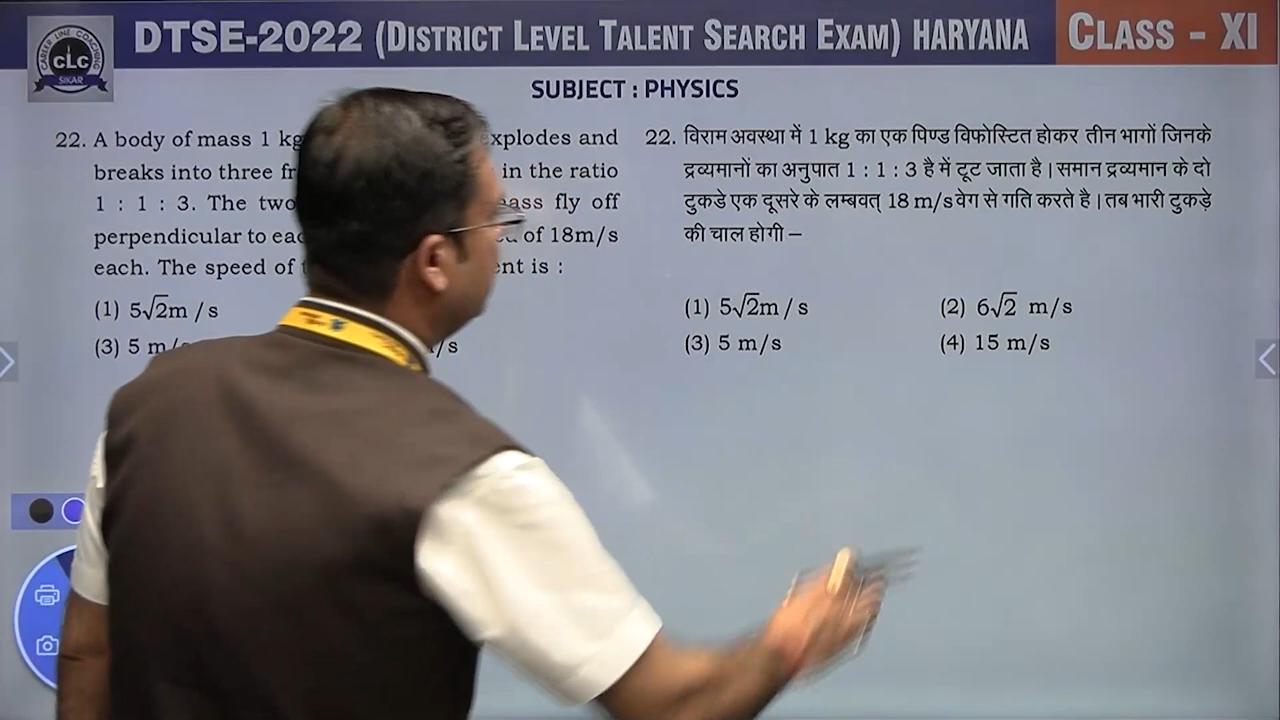 DTSE-2022 (DISTRICT LEVEL TALENT SEARCH EXAM) HARYANA CLASS - XI
CAREER LINE COACHING
CLC
SIKAR
SUBJECT : PHYSICS
22. A body of mass 1 kg explodes and
breaks into three in the ratio
1 : 1 : 3. The two fly off
perpendicular to of 18m/s
each. The speed of is :
(1) 5√2m / s
(3) 5
22. विराम अवस्था में 1 kg का एक पिण्ड विफोस्टित होकर तीन भागों जिनके
द्रव्यमानों का अनुपात 1 : 1 : 3 है में टूट जाता है। समान द्रव्यमान के दो
टुकडे एक दूसरे के लम्बवत् 18 m/s वेग से गति करते है। तब भारी टुकड़े
की चाल होगी –
(1) 5√2m / s (2) 6√2 m/s
(3) 5 m/s (4) 15 m/s